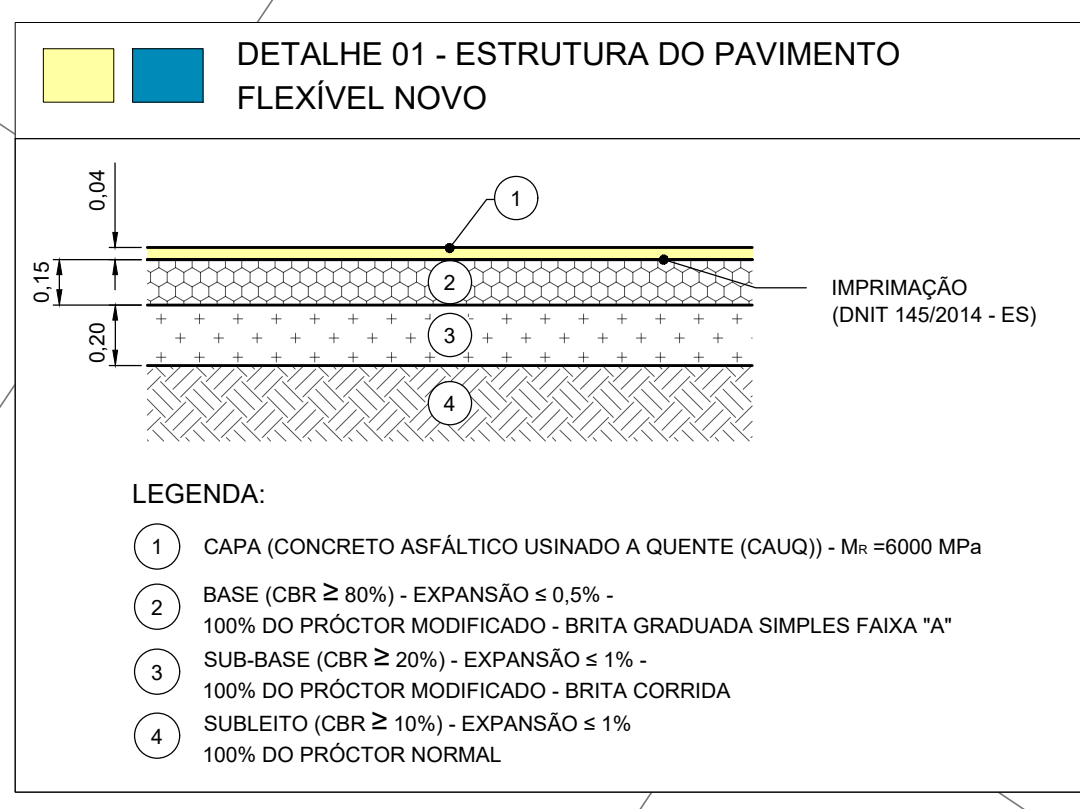 DETALHE 01 - ESTRUTURA DO PAVIMENTO
FLEXÍVEL NOVO
0,04
1
0,15
2
IMPRIMAÇÃO
(DNIT 145/2014 - ES)
0,20
3
4
LEGENDA:
1 CAPA (CONCRETO ASFÁLTICO USINADO A QUENTE (CAUQ)) - MR =6000 MPa
2 BASE (CBR ≥ 80%) - EXPANSÃO ≤ 0,5% -
100% DO PRÓCTOR MODIFICADO - BRITA GRADUADA SIMPLES FAIXA "A"
3 SUB-BASE (CBR ≥ 20%) - EXPANSÃO ≤ 1% -
100% DO PRÓCTOR MODIFICADO - BRITA CORRIDA
4 SUBLEITO (CBR ≥ 10%) - EXPANSÃO ≤ 1%
100% DO PRÓCTOR NORMAL